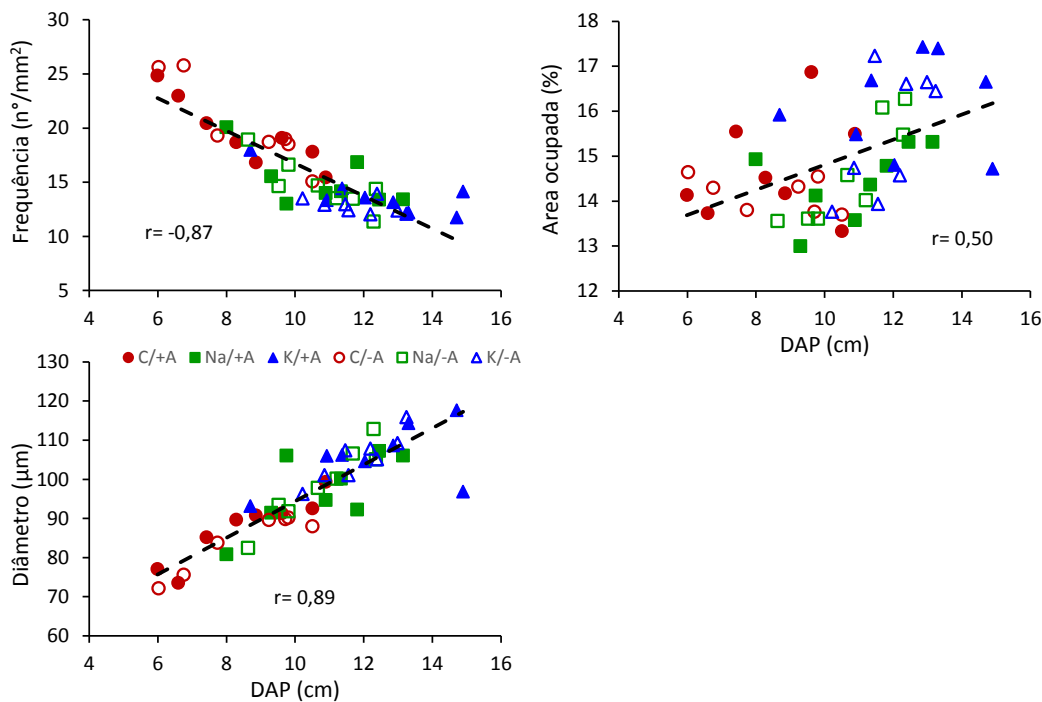 Frequência (n°/mm²)
30
25
20
15
10
5
r= -0,87
4 6 8 10 12 14 16
Area ocupada (%)
18
17
16
15
14
13
12
r= 0,50
4 6 8 10 12 14 16
DAP (cm)
C/+A Na/+A K/+A C/-A Na/-A K/-A
Diâmetro (µm)
130
120
110
100
90
80
70
60
r= 0,89
4 6 8 10 12 14 16
DAP (cm)